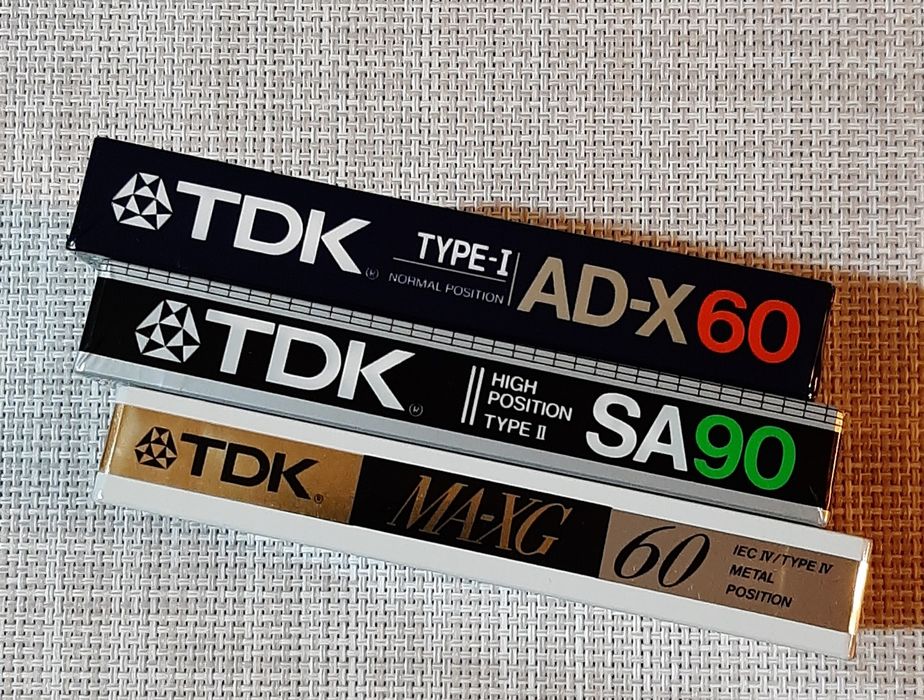 TDK® TYPE-I AD-X60
NORMAL POSITION
TDK® HIGH POSITION TYPE II SA90
TDK® MA-XG 60 IEC IV/TYPE IV
METAL
POSITION